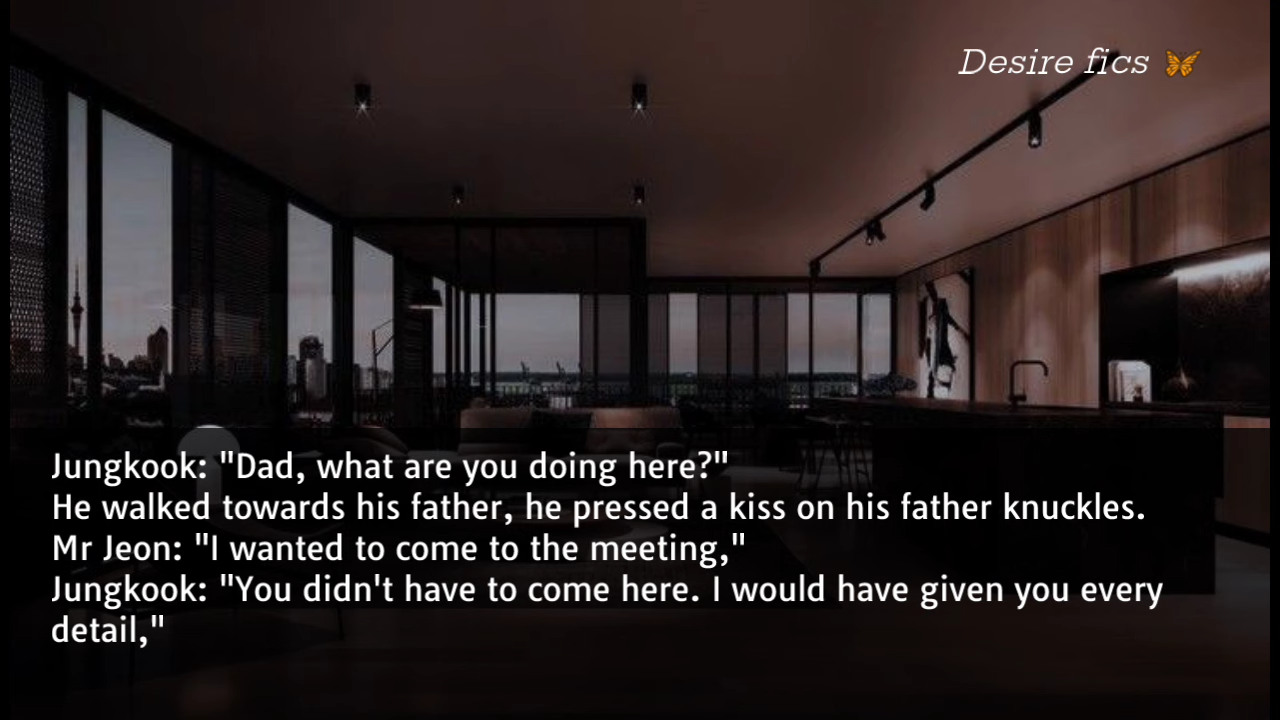 Desire fics 🦋
Jungkook: "Dad, what are you doing here?"
He walked towards his father, he pressed a kiss on his father knuckles.
Mr Jeon: "I wanted to come to the meeting,"
Jungkook: "You didn't have to come here. I would have given you every
detail,"